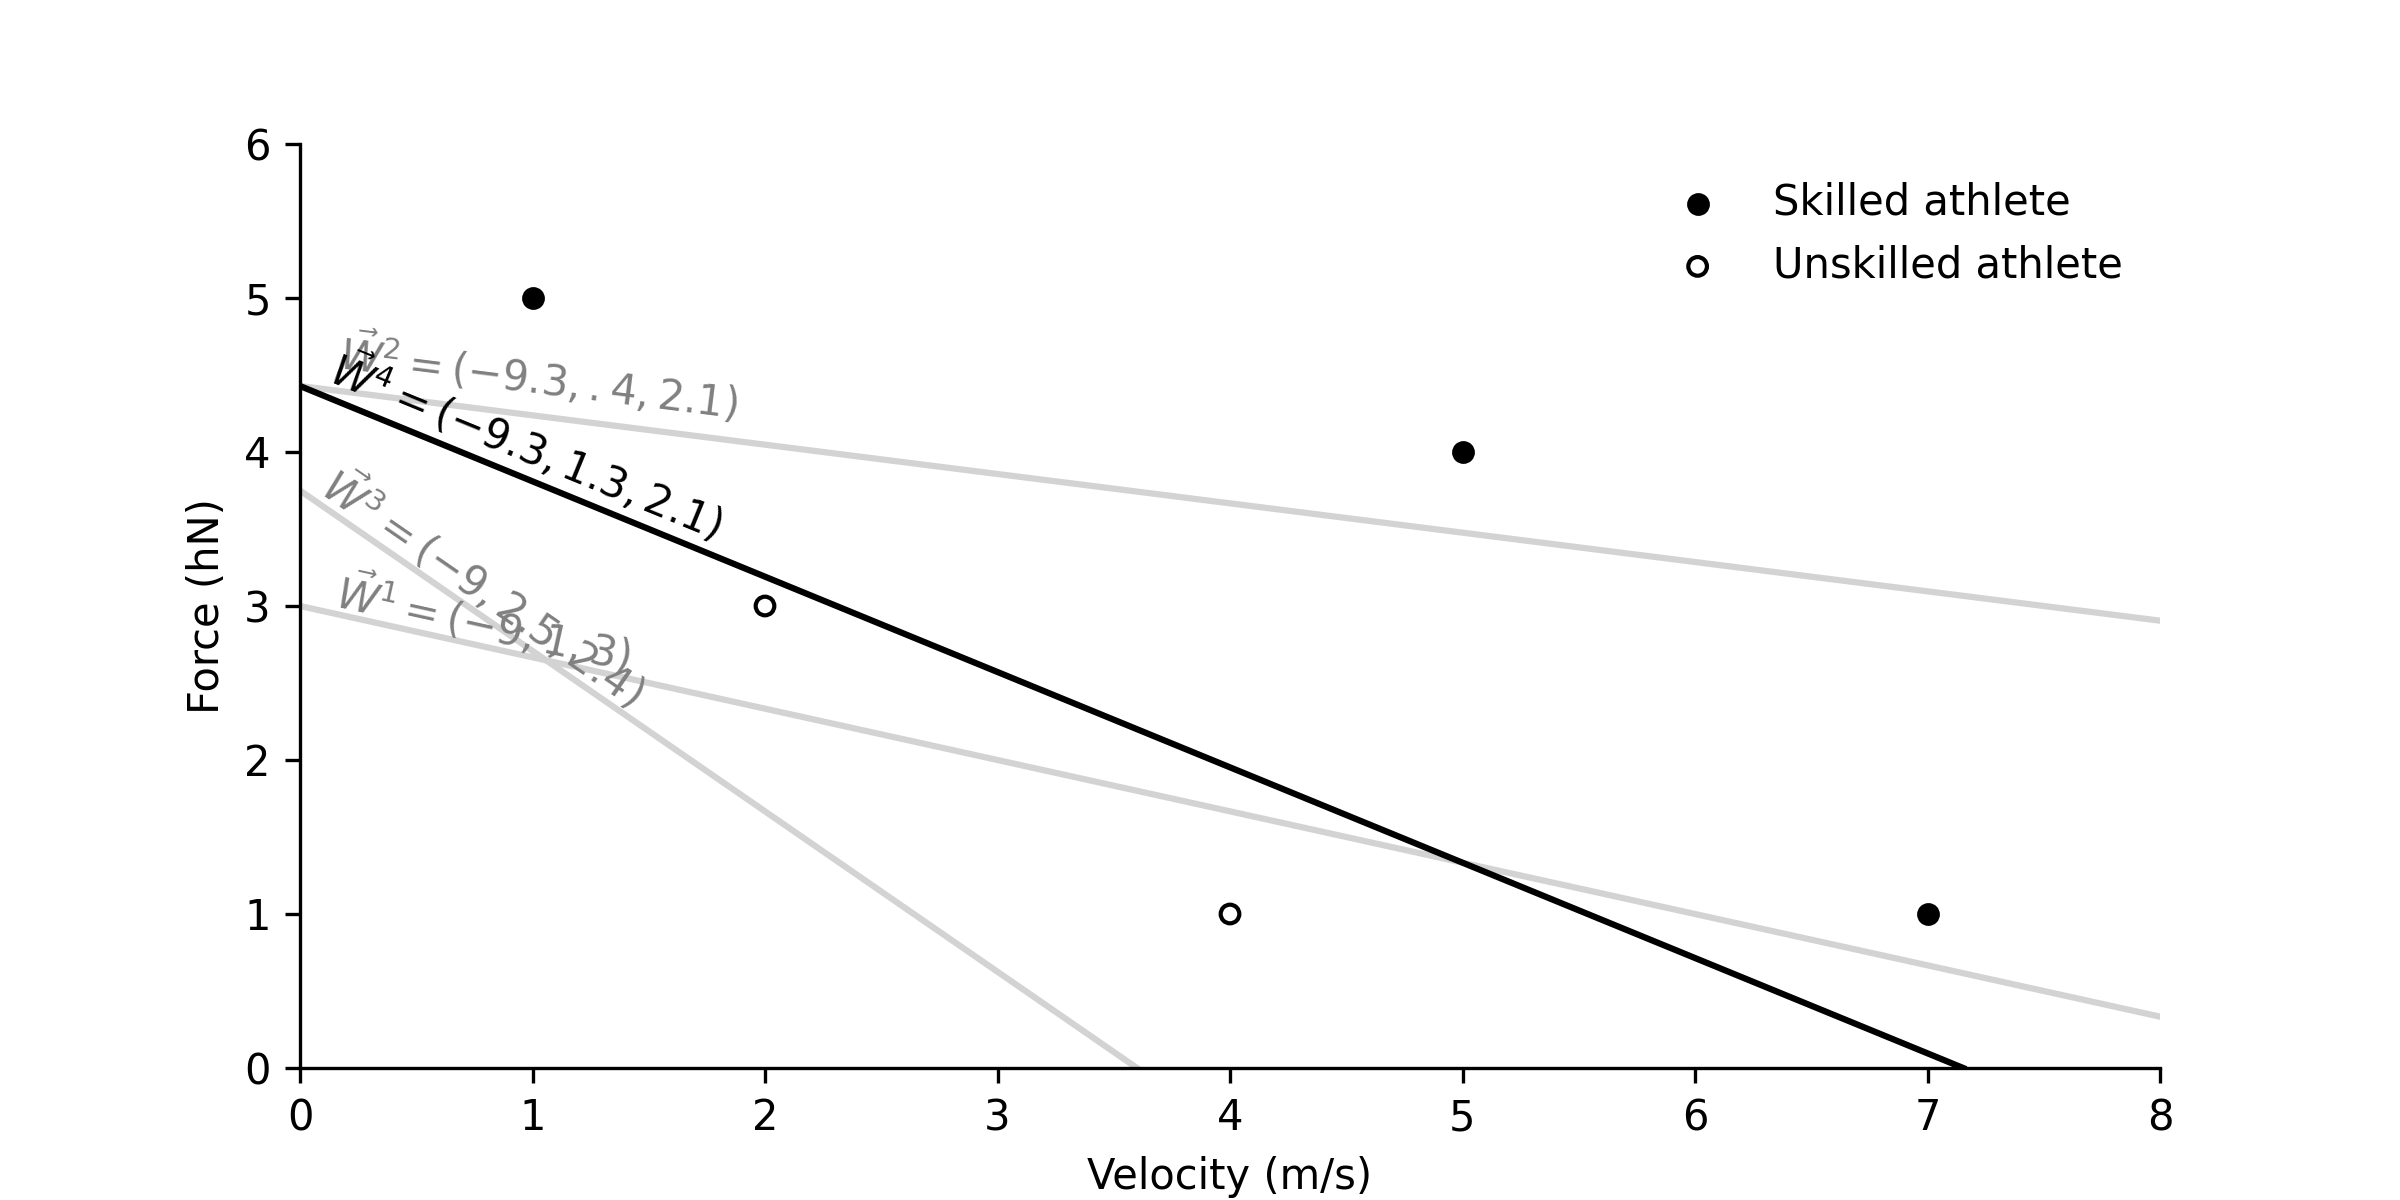 6
Skilled athlete
Unskilled athlete
5
W⃗² = (−9.3, .4, 2.1)
W⃗⁴ = (−9.3, 1.3, 2.1)
4
W⃗³ = (−9, 2.5, 2.4)
W⃗¹ = (−9, 1, 3)
3
Force (hN)
2
1
0
0 1 2 3 4 5 6 7 8
Velocity (m/s)